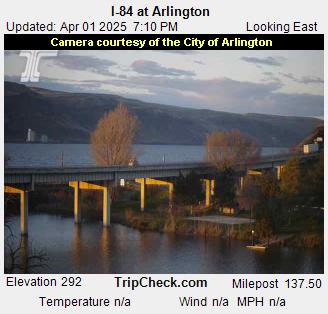 I-84 at Arlington
Updated: Apr 01 2025 7:10 PM Looking East
Camera courtesy of the City of Arlington
Elevation 292 TripCheck.com Milepost 137.50
Temperature n/a Wind n/a MPH n/a